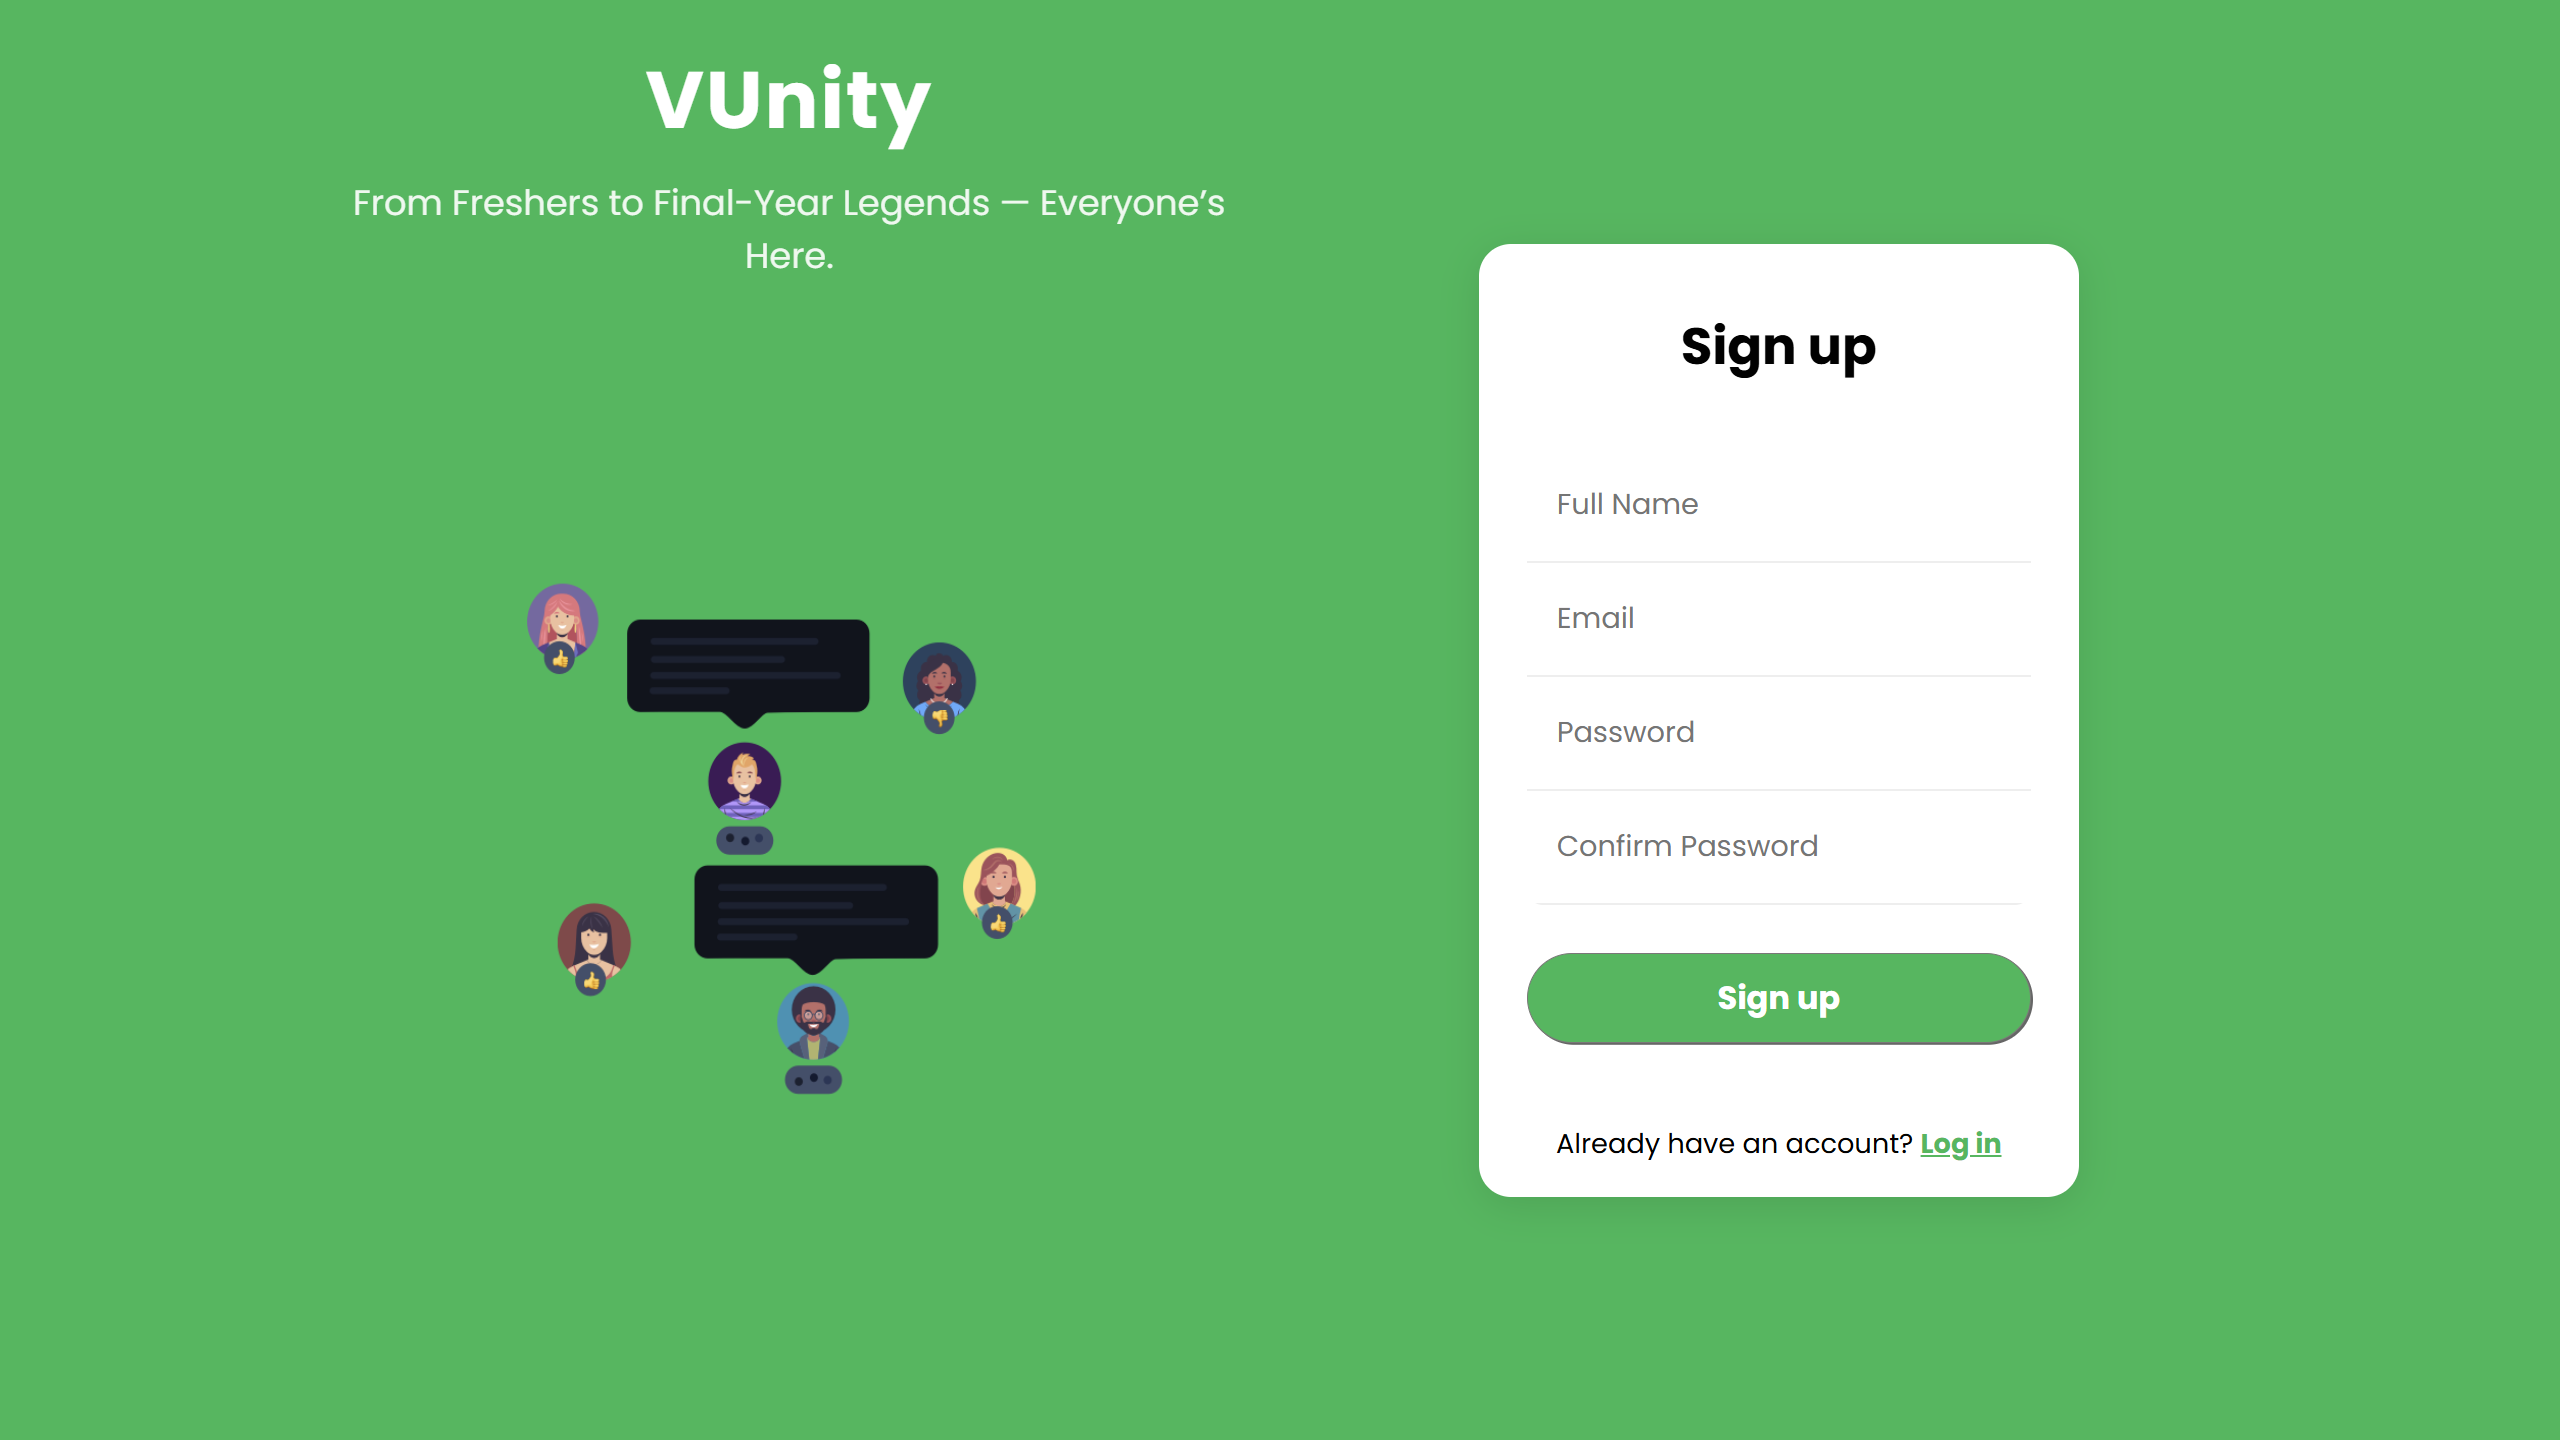 VUnity
From Freshers to Final-Year Legends — Everyone’s
Here.
Sign up
Full Name
Email
Password
Confirm Password
Sign up
Already have an account? Log in